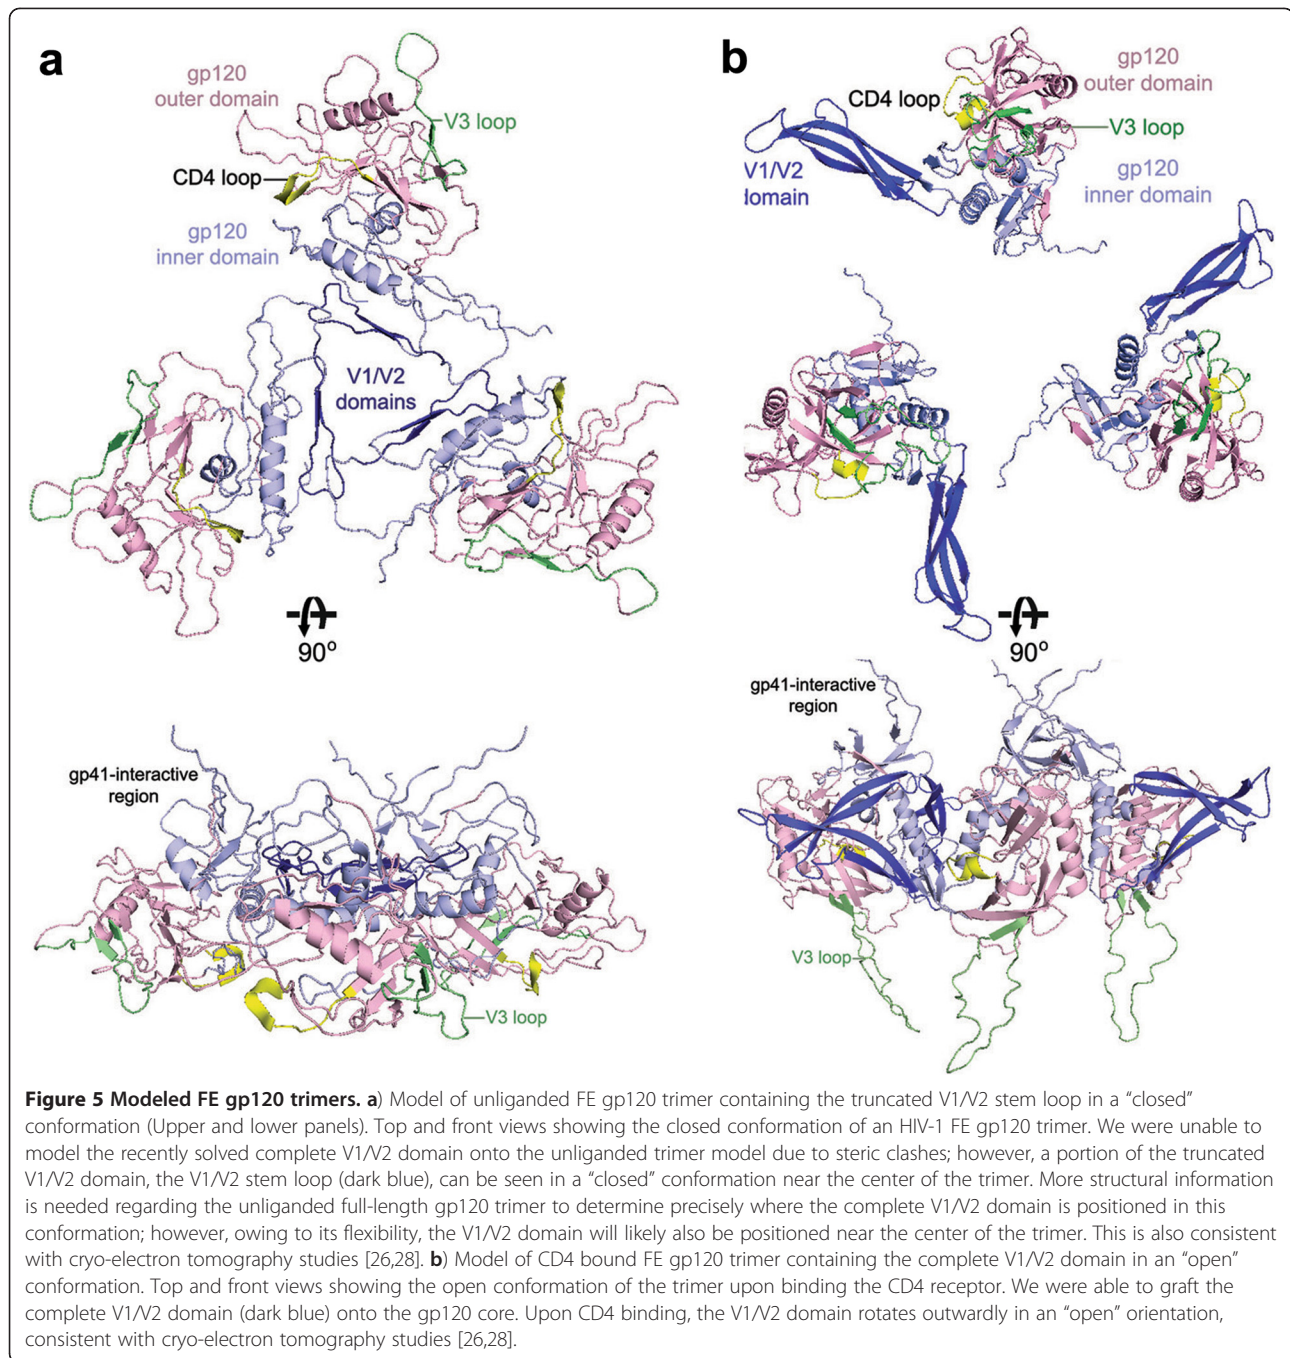 a
gp120
outer domain
V3 loop
CD4 loop
gp120
inner domain
V1/V2
domains
90°
gp41-interactive
region
V3 loop
b
gp120
outer domain
CD4 loop
V3 loop
V1/V2
domain
gp120
inner domain
90°
gp41-interactive
region
V3 loop
Figure 5 Modeled FE gp120 trimers. a) Model of unliganded FE gp120 trimer containing the truncated V1/V2 stem loop in a “closed”
conformation (Upper and lower panels). Top and front views showing the closed conformation of an HIV-1 FE gp120 trimer. We were unable to
model the recently solved complete V1/V2 domain onto the unliganded trimer model due to steric clashes; however, a portion of the truncated
V1/V2 domain, the V1/V2 stem loop (dark blue), can be seen in a “closed” conformation near the center of the trimer. More structural information
is needed regarding the unliganded full-length gp120 trimer to determine precisely where the complete V1/V2 domain is positioned in this
conformation; however, owing to its flexibility, the V1/V2 domain will likely also be positioned near the center of the trimer. This is also consistent
with cryo-electron tomography studies [26,28]. b) Model of CD4 bound FE gp120 trimer containing the complete V1/V2 domain in an “open”
conformation. Top and front views showing the open conformation of the trimer upon binding the CD4 receptor. We were able to graft the
complete V1/V2 domain (dark blue) onto the gp120 core. Upon CD4 binding, the V1/V2 domain rotates outwardly in an “open” orientation,
consistent with cryo-electron tomography studies [26,28].